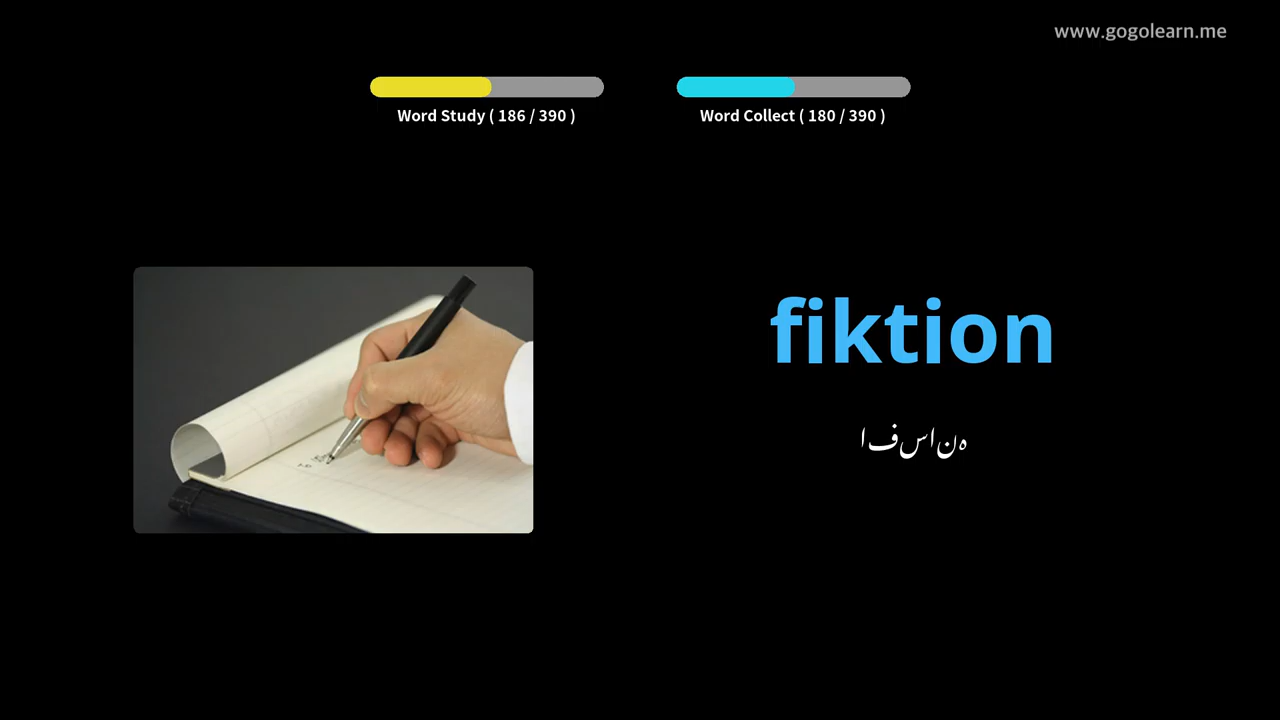 www.gogolearn.me
Word Study ( 186 / 390 )
Word Collect ( 180 / 390 )
fiktion
افسانہ